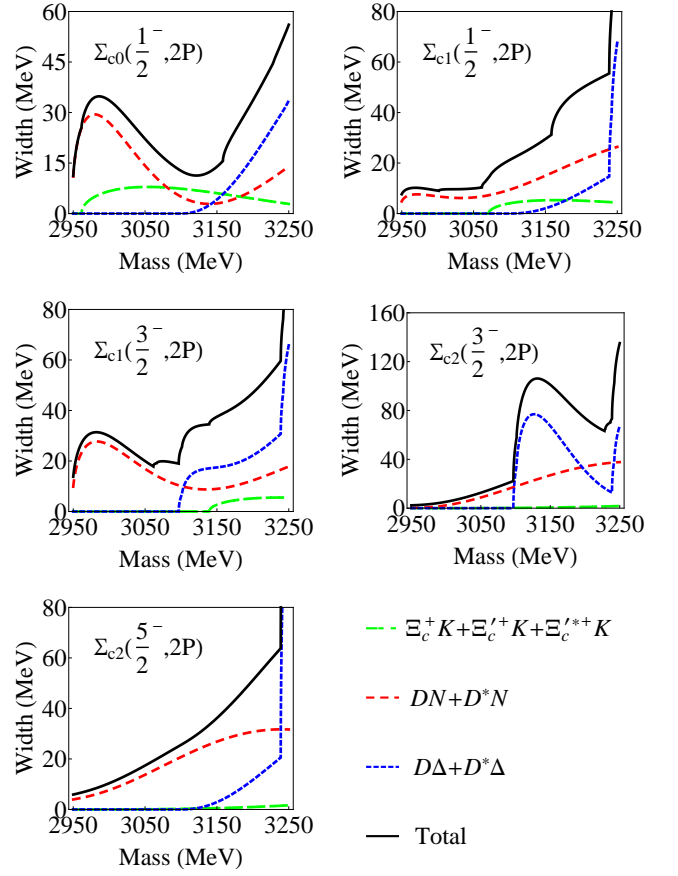 Σc0(1/2⁻,2P)
Width (MeV)
60
45
30
15
0
2950 3050 3150 3250
Mass (MeV)
Σc1(1/2⁻,2P)
Width (MeV)
80
60
40
20
0
2950 3050 3150 3250
Mass (MeV)
Σc1(3/2⁻,2P)
Width (MeV)
80
60
40
20
0
2950 3050 3150 3250
Mass (MeV)
Σc2(3/2⁻,2P)
Width (MeV)
160
120
80
40
0
2950 3050 3150 3250
Mass (MeV)
Σc2(5/2⁻,2P)
Width (MeV)
80
60
40
20
0
2950 3050 3150 3250
Mass (MeV)
Ξc⁺K+Ξc′⁺K+Ξc′*⁺K
DN+D*N
DΔ+D*Δ
Total